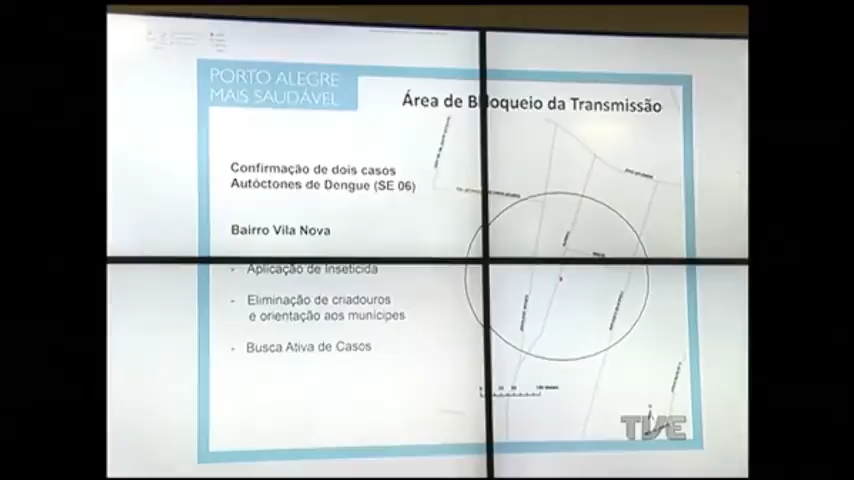 PORTO ALEGRE
MAIS SAUDÁVEL
Área de Bloqueio da Transmissão
Confirmação de dois casos
Autóctones de Dengue (SE 06)
Bairro Vila Nova
- Aplicação de Inseticida
- Eliminação de criadouros
e orientação aos munícipes
- Busca Ativa de Casos
TVE